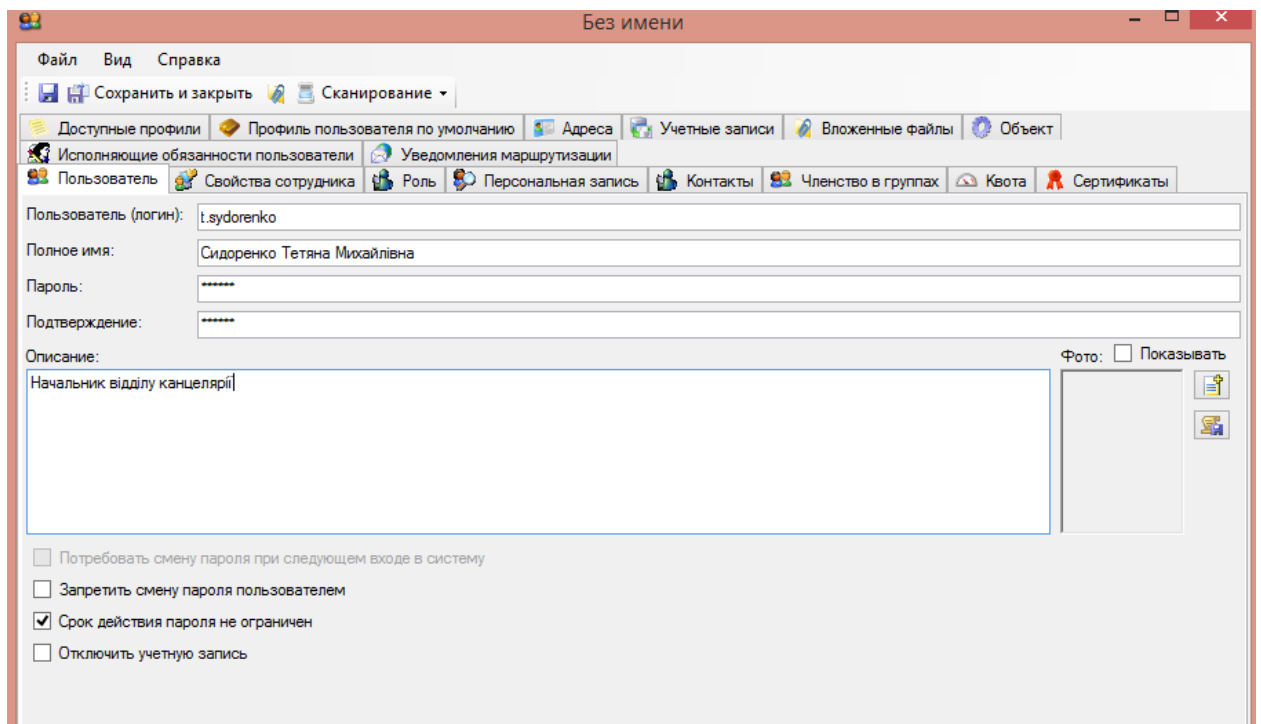 Без имени
Файл Вид Справка
Сохранить и закрыть Сканирование
Доступные профили Профиль пользователя по умолчанию Адреса Учетные записи Вложенные файлы Объект
Исполняющие обязанности пользователи Уведомления маршрутизации
Пользователь Свойства сотрудника Роль Персональная запись Контакты Членство в группах Квота Сертификаты
Пользователь (логин): t.sydorenko
Полное имя: Сидоренко Тетяна Михайлівна
Пароль: ******
Подтверждение: ******
Описание: Фото: Показывать
Начальник відділу канцелярії
Потребовать смену пароля при следующем входе в систему
Запретить смену пароля пользователем
Срок действия пароля не ограничен
Отключить учетную запись